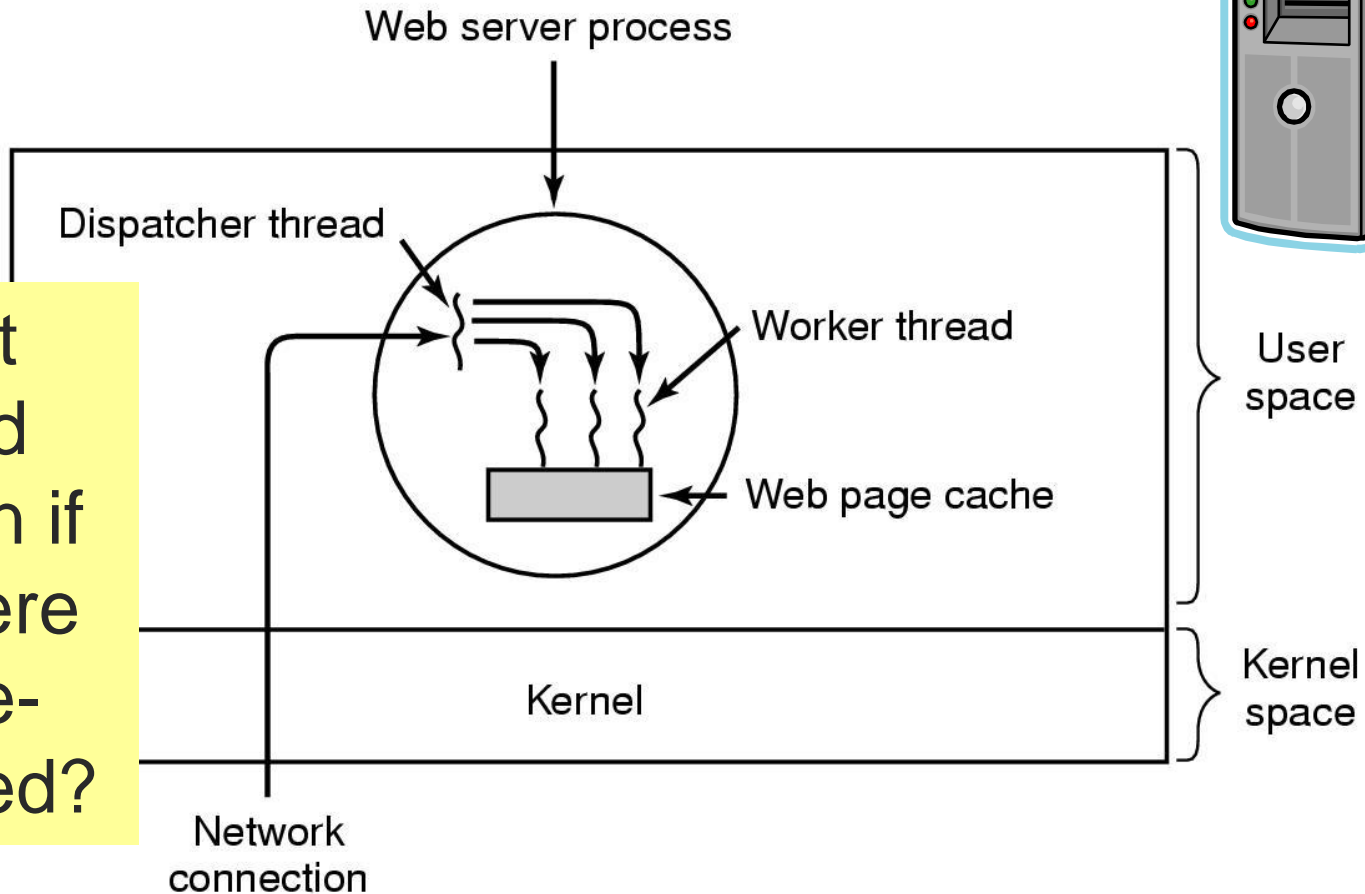 Web server process
Dispatcher thread
Worker thread
Web page cache
User
space
Kernel
Kernel
space
Network
connection
t
d
n if
ere
e-
ed?